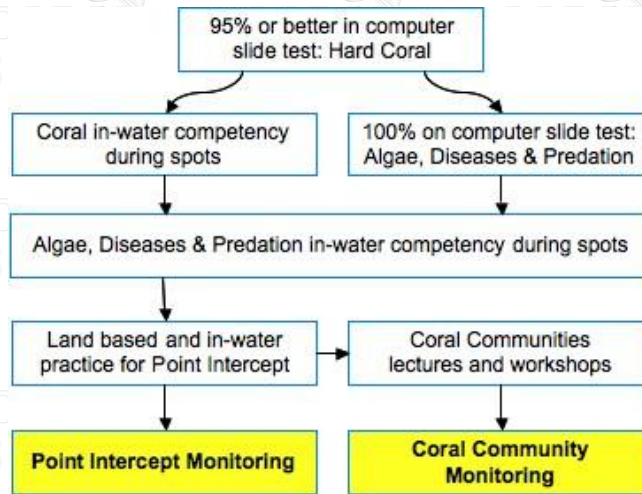 95% or better in computer
slide test: Hard Coral
Coral in-water competency
during spots
100% on computer slide test:
Algae, Diseases & Predation
Algae, Diseases & Predation in-water competency during spots
Land based and in-water
practice for Point Intercept
Coral Communities
lectures and workshops
Point Intercept Monitoring
Coral Community
Monitoring